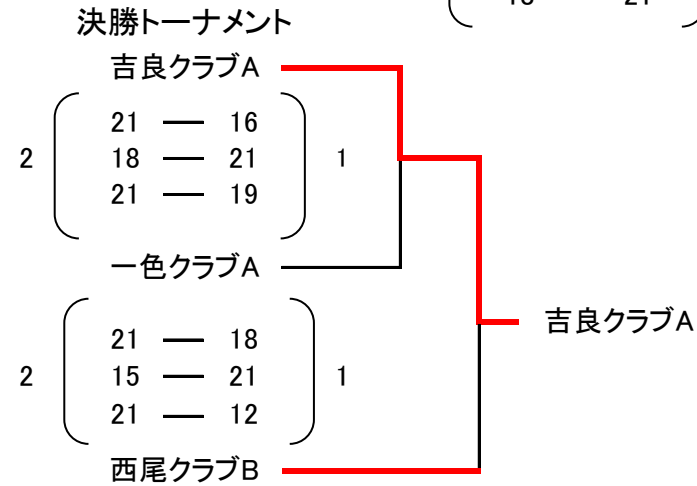 決勝トーナメント
吉良クラブA
21 — 16
2 18 — 21 1
21 — 19
一色クラブA
吉良クラブA
21 — 18
2 15 — 21 1
21 — 12
西尾クラブB